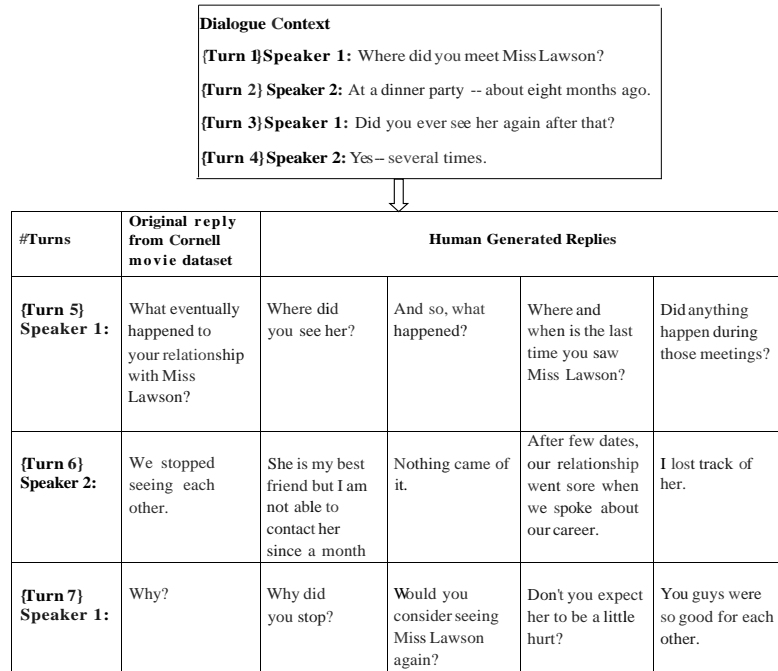 Dialogue Context
{Turn 1}Speaker 1: Where did you meet Miss Lawson?
{Turn 2} Speaker 2: At a dinner party -- about eight months ago.
{Turn 3}Speaker 1: Did you ever see her again after that?
{Turn 4}Speaker 2: Yes-- several times.
#Turns
Original reply
from Cornell
movie dataset
Human Generated Replies
{Turn 5}
Speaker 1:
What eventually
happened to
your relationship
with Miss
Lawson?
Where did
you see her?
And so, what
happened?
Where and
when is the last
time you saw
Miss Lawson?
Did anything
happen during
those meetings?
{Turn 6}
Speaker 2:
We stopped
seeing each
other.
She is my best
friend but I am
not able to
contact her
since a month
Nothing came of
it.
After few dates,
our relationship
went sore when
we spoke about
our career.
I lost track of
her.
{Turn 7}
Speaker 1:
Why?
Why did
you stop?
Would you
consider seeing
Miss Lawson
again?
Don't you expect
her to be a little
hurt?
You guys were
so good for each
other.